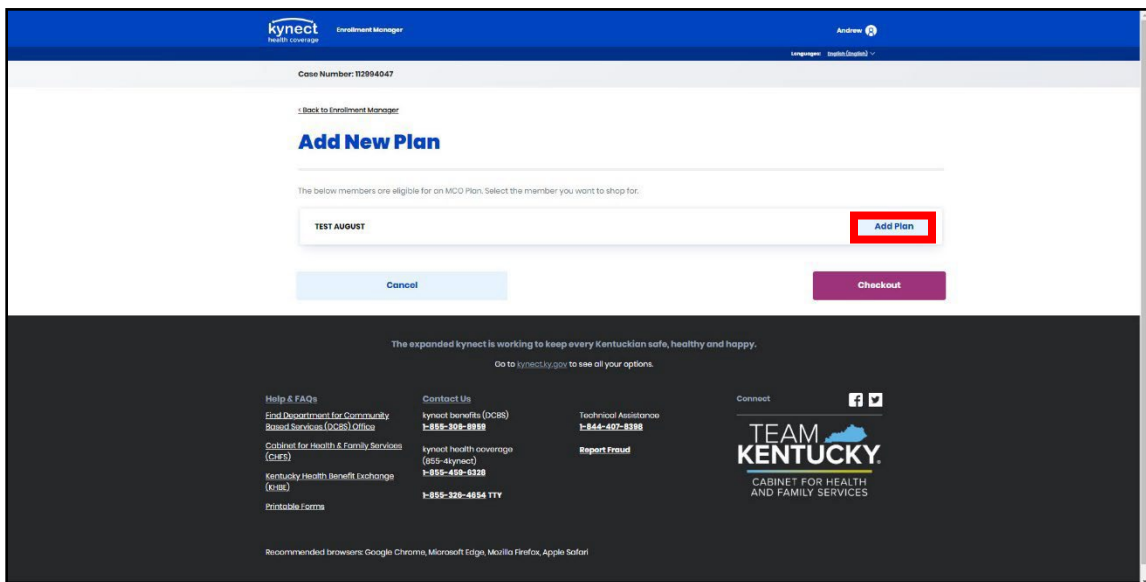 kynect
health coverage
Enrollment Manager
Andrew
Languages: English (English)
Case Number: 112994047
< Back to Enrollment Manager
Add New Plan
The below members are eligible for an MCO Plan. Select the member you want to shop for.
TEST AUGUST
Add Plan
Cancel
Checkout
The expanded kynect is working to keep every Kentuckian safe, healthy and happy.
Go to kynect.ky.gov to see all your options.
Help & FAQs
Find Department for Community
Based Services (DCBS) Office
Cabinet for Health & Family Services
(CHFS)
Kentucky Health Benefit Exchange
(KHBE)
Printable Forms
Contact Us
kynect benefits (DCBS)
1-855-306-8959
kynect health coverage
(855-4kynect)
1-855-459-6328
1-855-326-4654 TTY
Technical Assistance
1-844-407-8398
Report Fraud
Connect
TEAM
KENTUCKY
CABINET FOR HEALTH
AND FAMILY SERVICES
Recommended browsers: Google Chrome, Microsoft Edge, Mozilla Firefox, Apple Safari